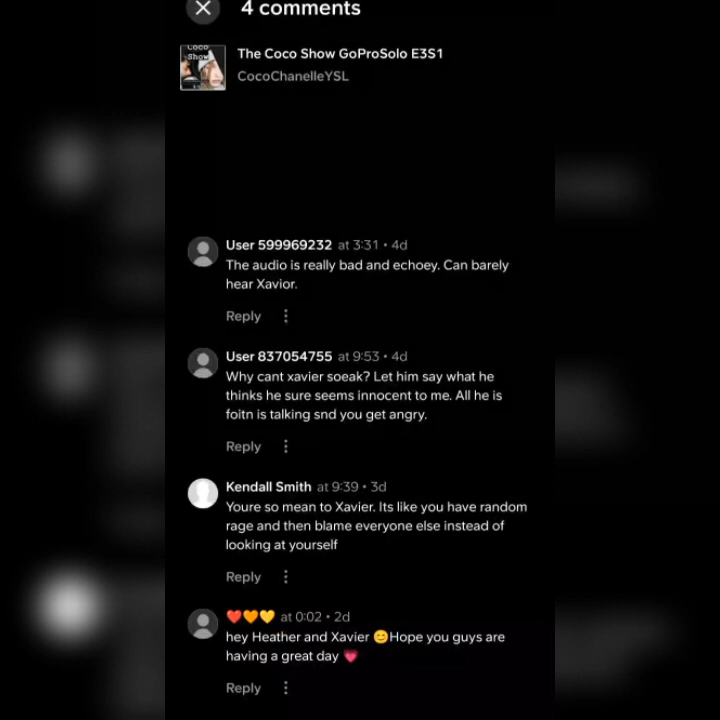 4 comments
Coco
Show
The Coco Show GoProSolo E3S1
CocoChanelleYSL
User 599969232 at 3:31 • 4d
The audio is really bad and echoey. Can barely
hear Xavior.
Reply
User 837054755 at 9:53 • 4d
Why cant xavier soeak? Let him say what he
thinks he sure seems innocent to me. All he is
foitn is talking snd you get angry.
Reply
Kendall Smith at 9:39 • 3d
Youre so mean to Xavier. Its like you have random
rage and then blame everyone else instead of
looking at yourself
Reply
❤️🧡💛 at 0:02 • 2d
hey Heather and Xavier 😊Hope you guys are
having a great day 💗
Reply